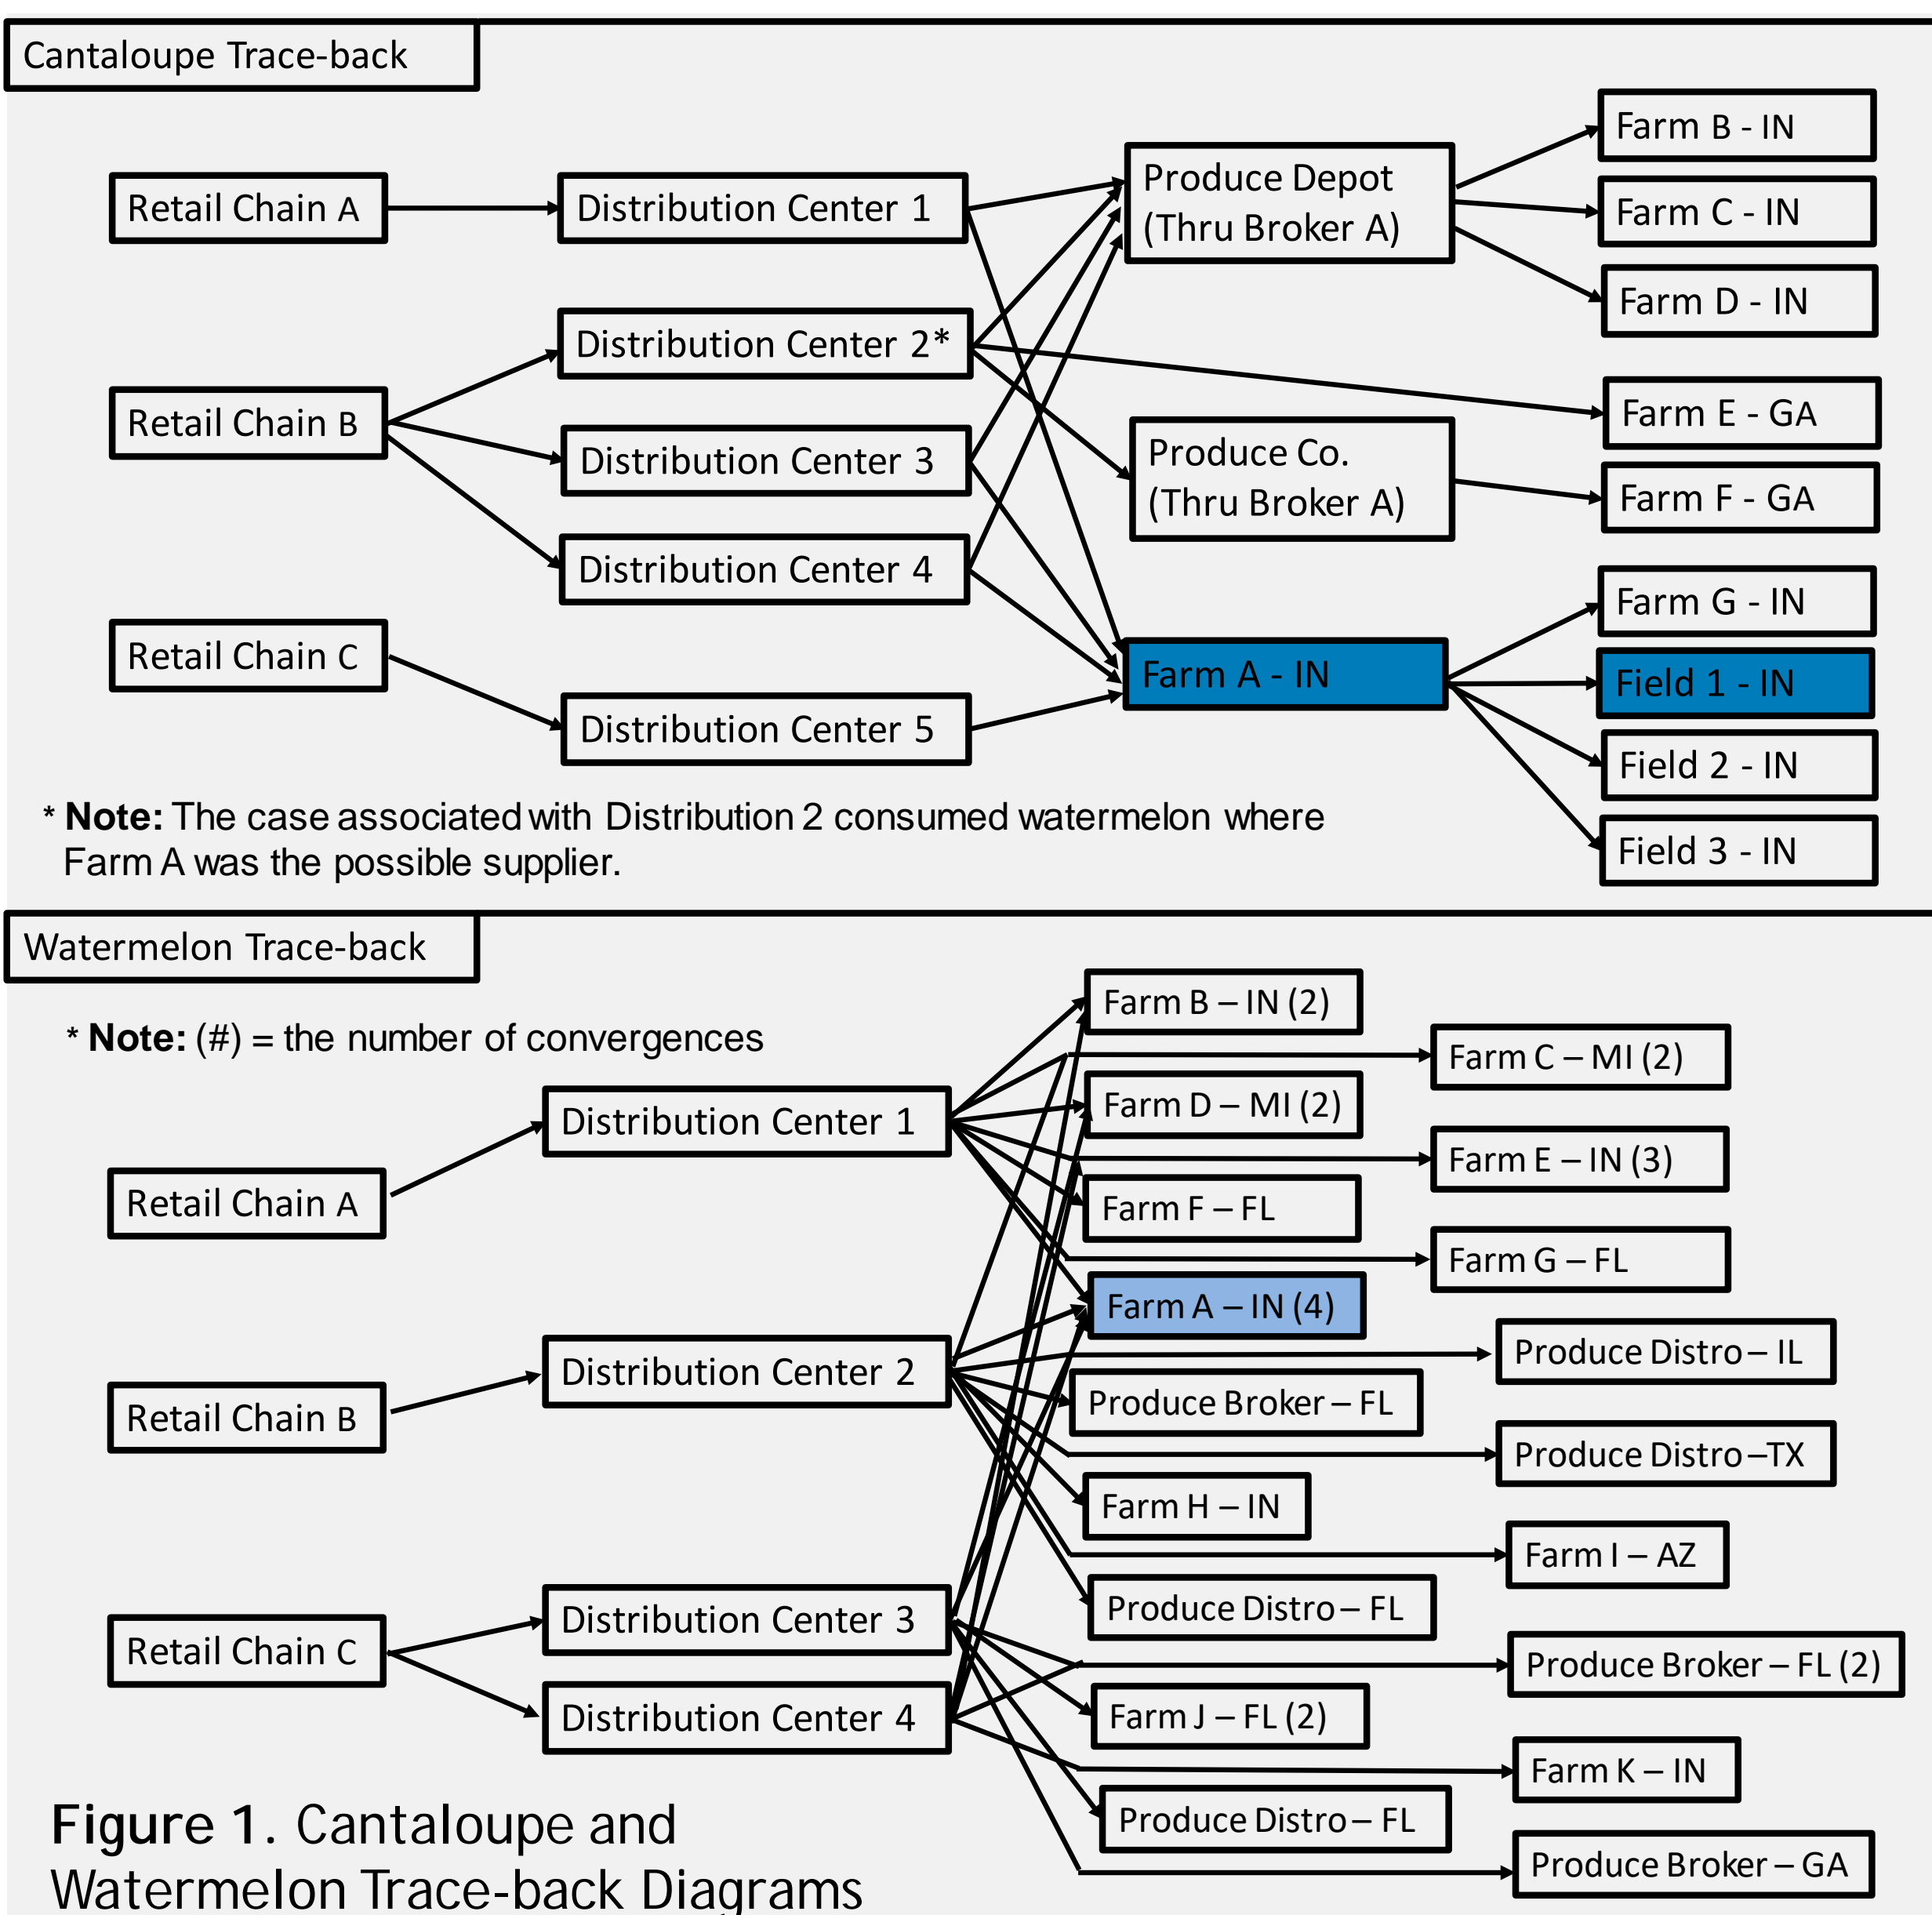 Cantaloupe Trace-back
Retail Chain A
Retail Chain B
Retail Chain C
Distribution Center 1
Distribution Center 2*
Distribution Center 3
Distribution Center 4
Distribution Center 5
Produce Depot
(Thru Broker A)
Produce Co.
(Thru Broker A)
Farm A - IN
Farm B - IN
Farm C - IN
Farm D - IN
Farm E - GA
Farm F - GA
Farm G - IN
Field 1 - IN
Field 2 - IN
Field 3 - IN
* Note: The case associated with Distribution 2 consumed watermelon where
Farm A was the possible supplier.
Watermelon Trace-back
* Note: (#) = the number of convergences
Retail Chain A
Retail Chain B
Retail Chain C
Distribution Center 1
Distribution Center 2
Distribution Center 3
Distribution Center 4
Farm B – IN (2)
Farm C – MI (2)
Farm D – MI (2)
Farm E – IN (3)
Farm F – FL
Farm G – FL
Farm A – IN (4)
Produce Distro – IL
Produce Broker – FL
Produce Distro –TX
Farm H – IN
Farm I – AZ
Produce Distro – FL
Produce Broker – FL (2)
Farm J – FL (2)
Farm K – IN
Produce Distro – FL
Produce Broker – GA
Figure 1. Cantaloupe and
Watermelon Trace-back Diagrams